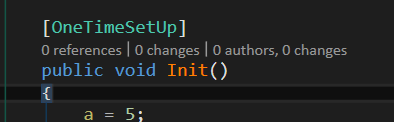 [OneTimeSetUp]
0 references | 0 changes | 0 authors, 0 changes
public void Init()
{
a = 5;